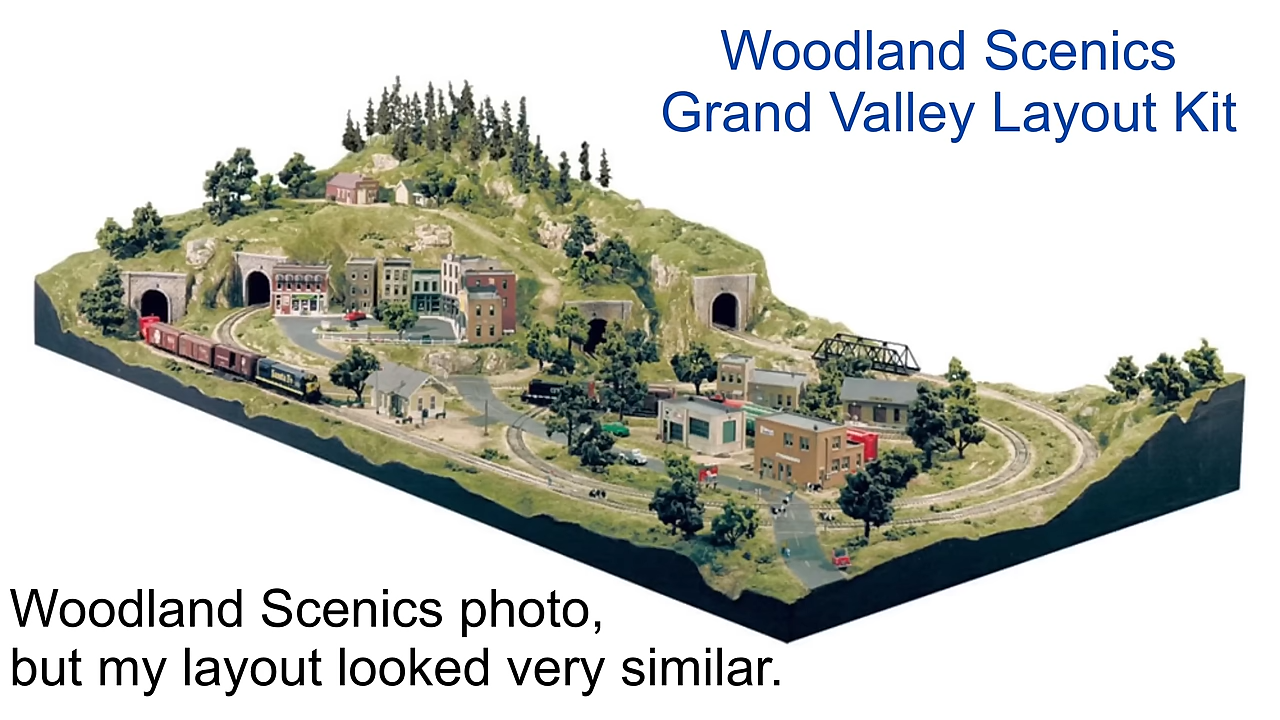 Woodland Scenics
Grand Valley Layout Kit
Woodland Scenics photo,
but my layout looked very similar.